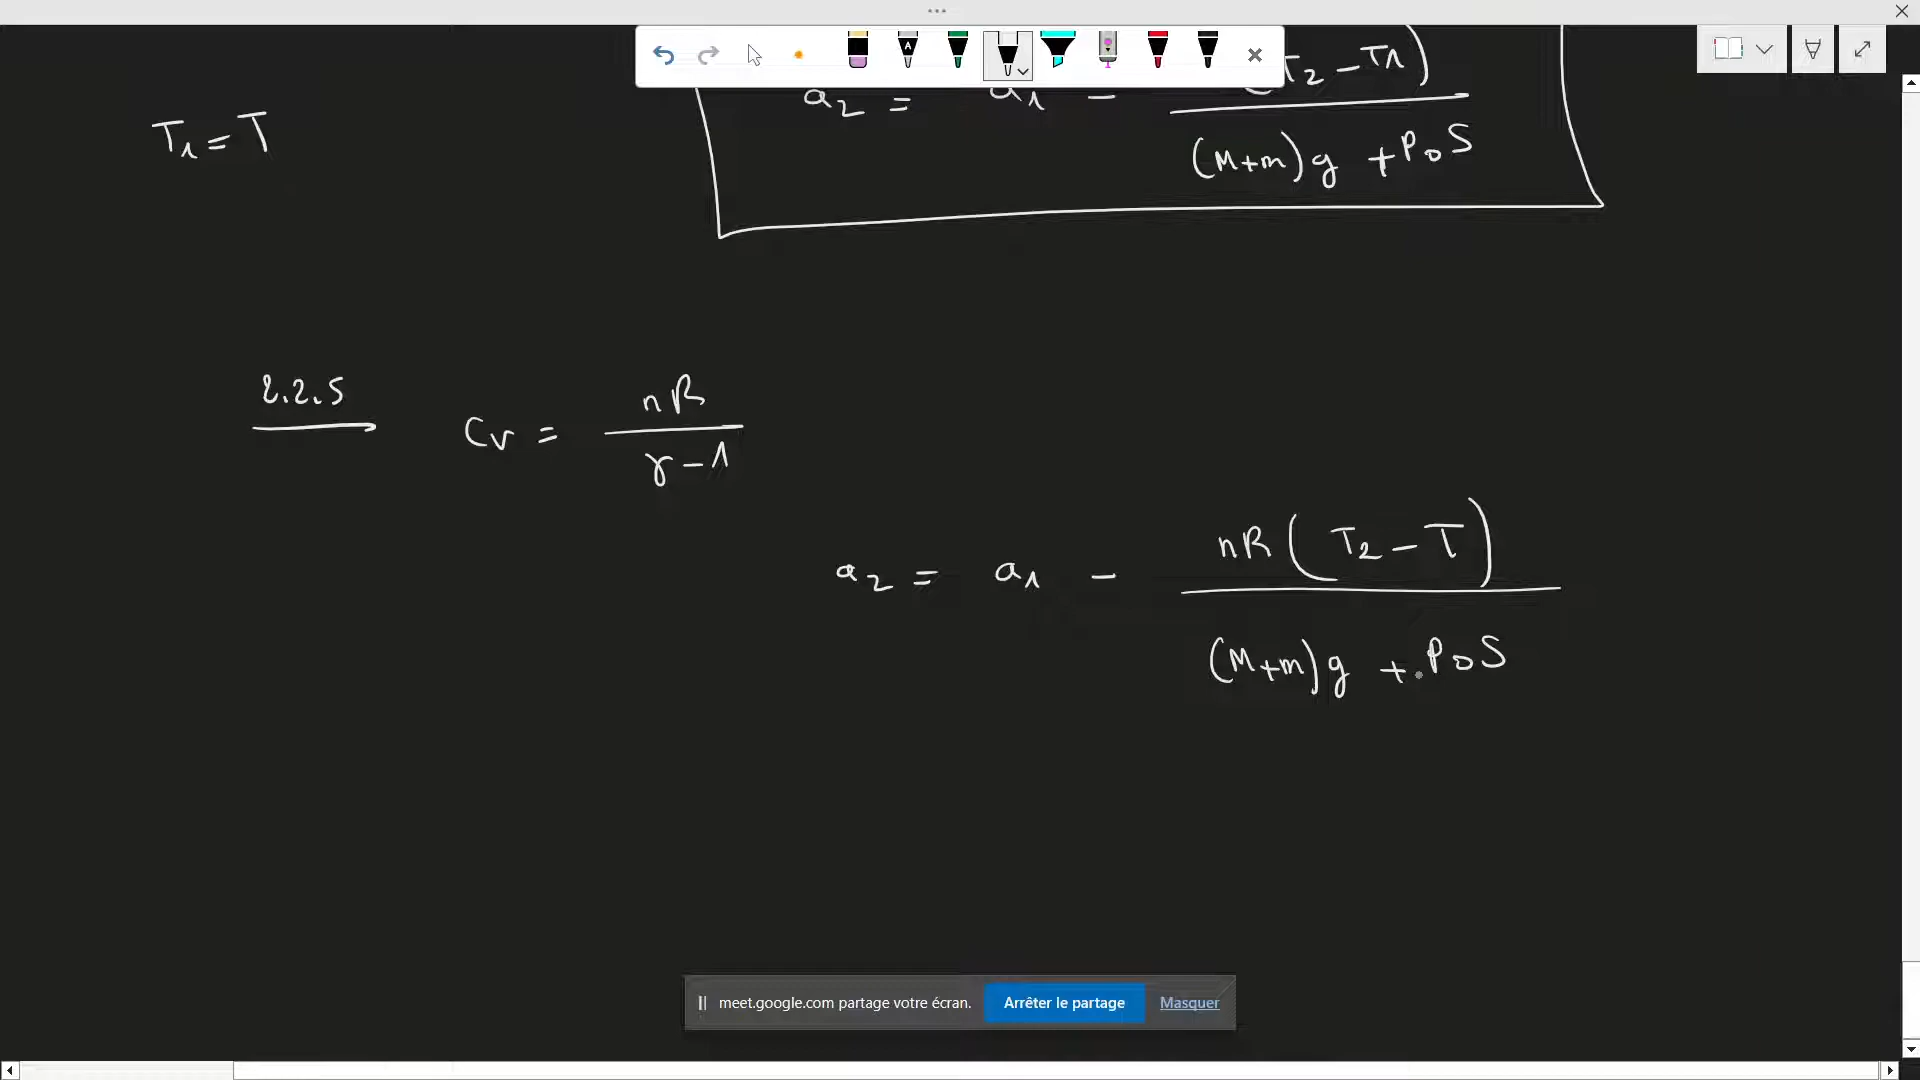 T₂ - T1)
a₂ = a1 - ―――
T1 = T
(M+m)g + P₀S
2.2.5
Cv = nR / γ-1
a₂ = a1 - nR(T₂ - T) / (M+m)g + P₀S
meet.google.com partage votre écran. Arrêter le partage Masquer